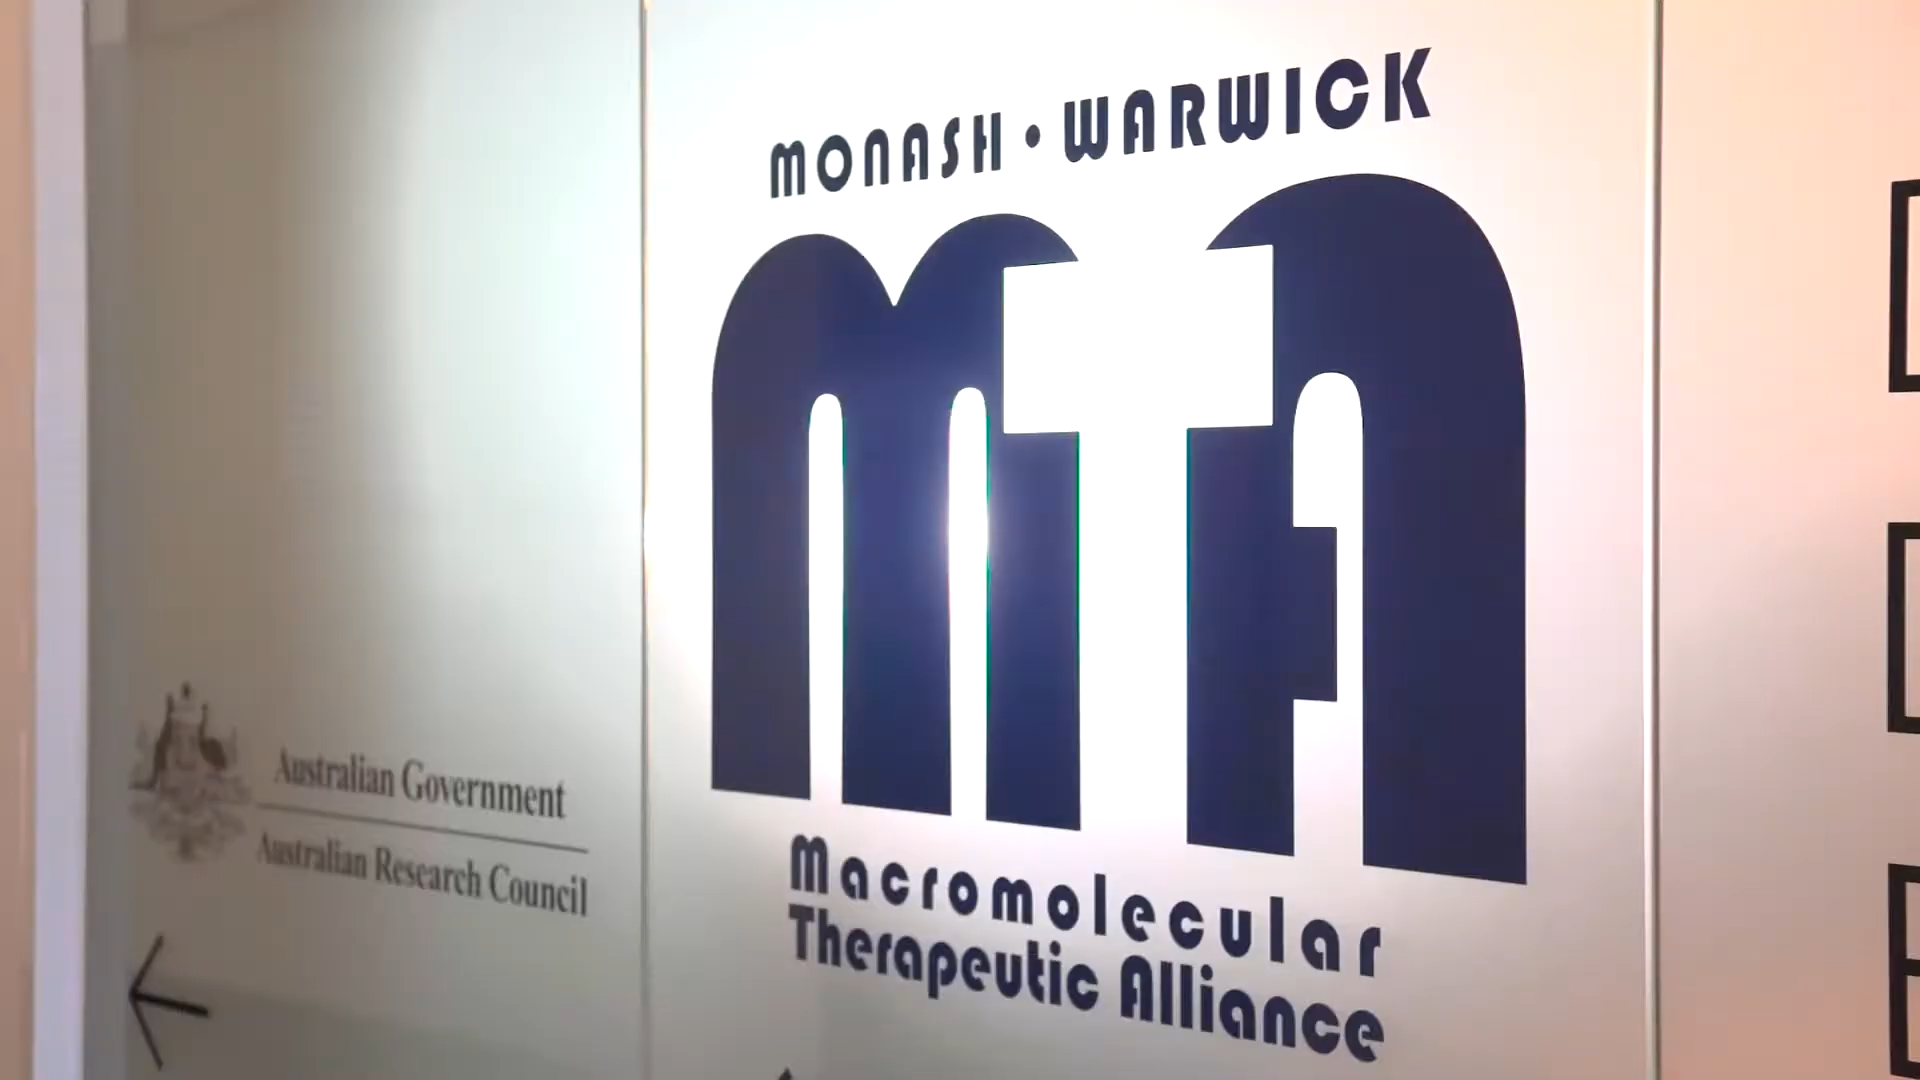 MONASH • WARWICK
MTA
Macromolecular
Therapeutic Alliance
Australian Government
Australian Research Council